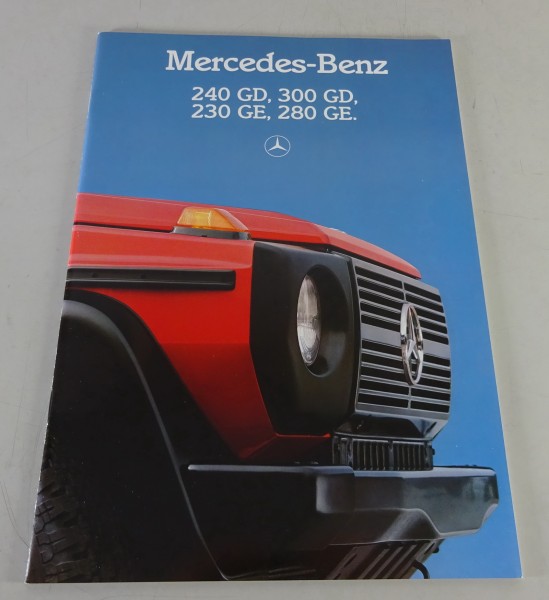 Mercedes-Benz
240 GD, 300 GD,
230 GE, 280 GE.